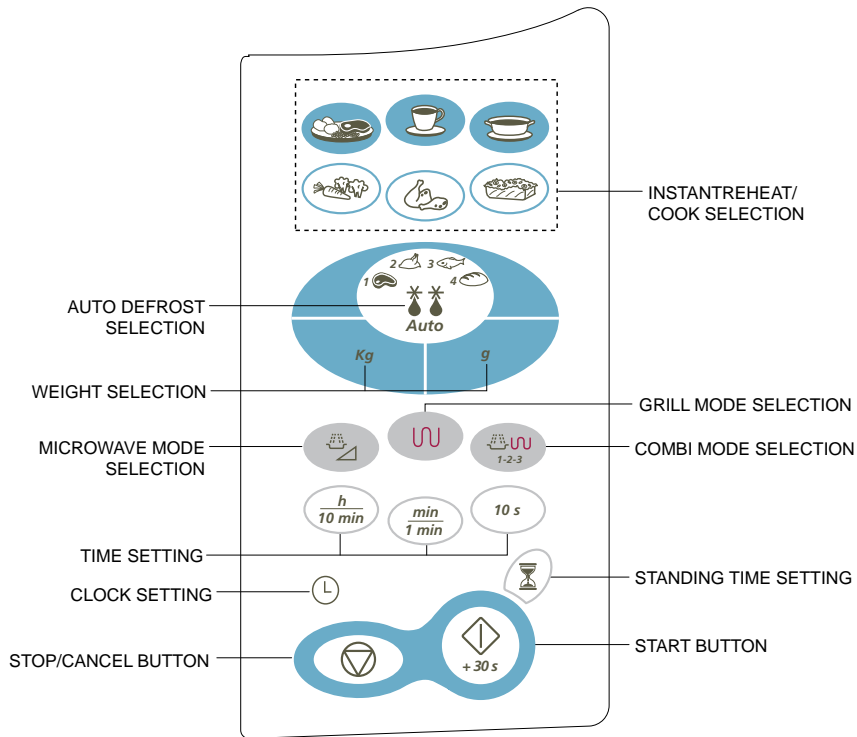 INSTANTREHEAT/
COOK SELECTION
2 3
1 4
AUTO DEFROST
SELECTION
Auto
Kg g
WEIGHT SELECTION
GRILL MODE SELECTION
MICROWAVE MODE
SELECTION
COMBI MODE SELECTION
1-2-3
h
10 min
min
1 min
10 s
TIME SETTING
STANDING TIME SETTING
CLOCK SETTING
START BUTTON
STOP/CANCEL BUTTON
+30 s